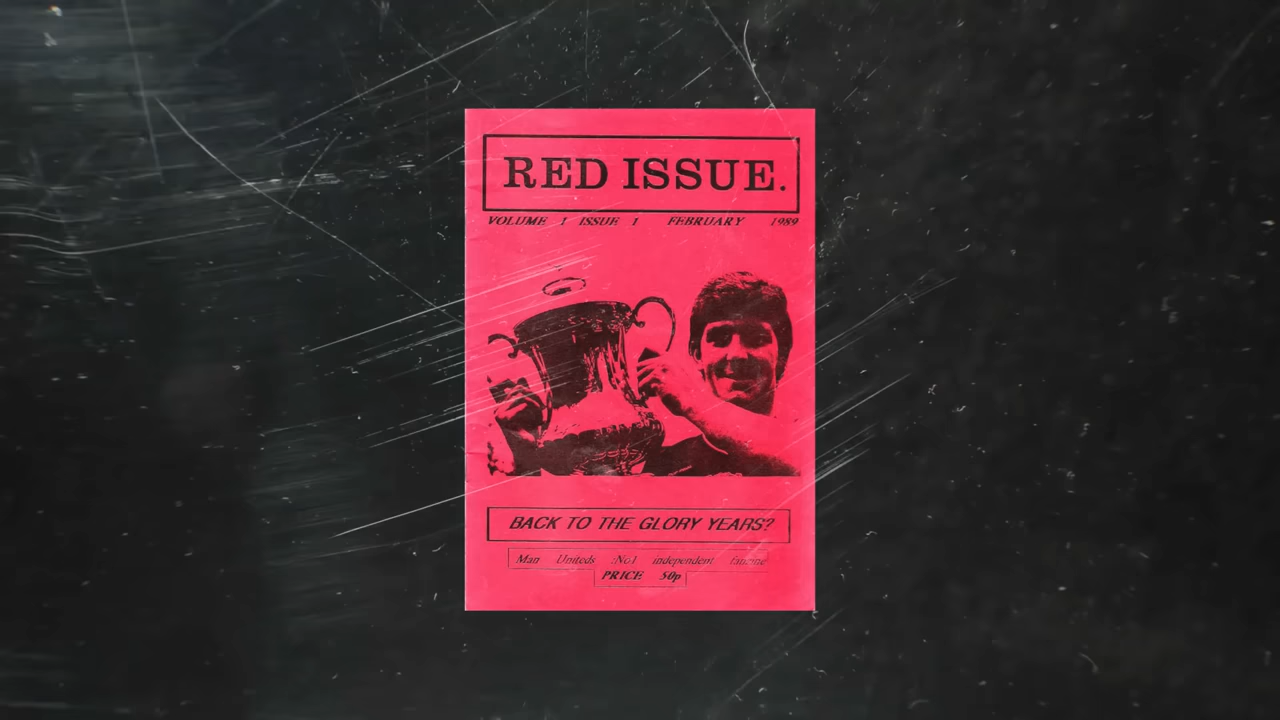 RED ISSUE.
VOLUME 1 ISSUE 1 FEBRUARY 1989
BACK TO THE GLORY YEARS?
Man Uniteds No1 independent fanzine
PRICE 50p